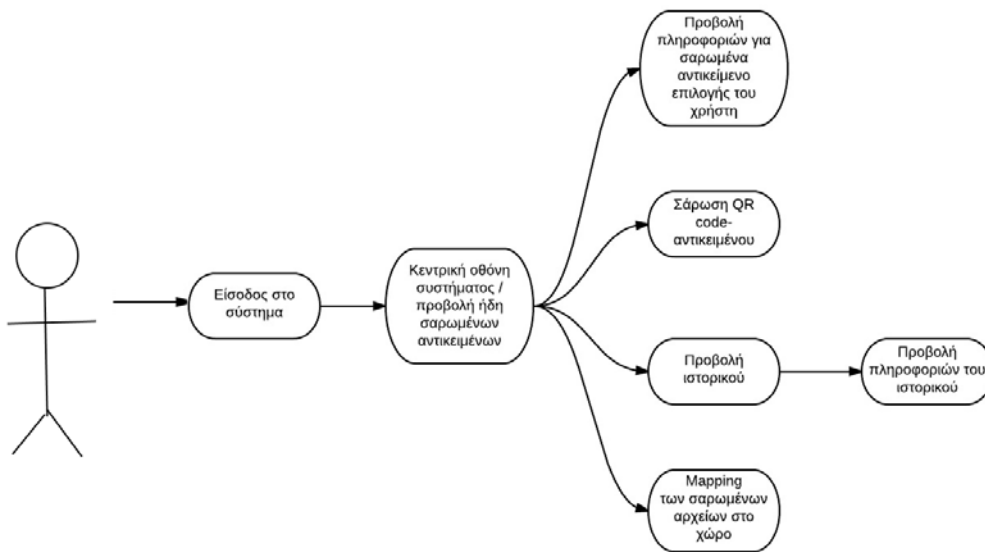 Προβολή
πληροφοριών για
σαρωμένα
αντικείμενο
επιλογής του
χρήστη
Σάρωση QR
code-
αντικειμένου
Είσοδος στο
σύστημα
Κεντρική οθόνη
συστήματος /
προβολή ήδη
σαρωμένων
αντικειμένων
Προβολή
ιστορικού
Προβολή
πληροφοριών του
ιστορικού
Mapping
των σαρωμένων
αρχείων στο
χώρο